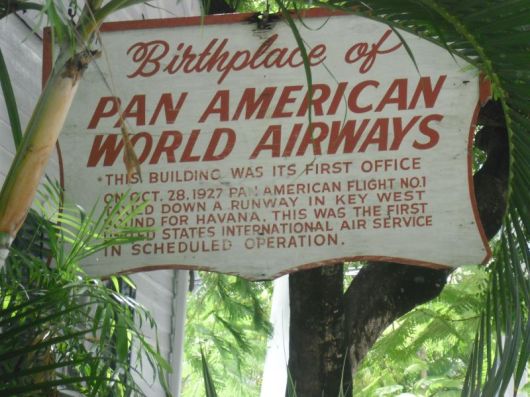 Birthplace of
PAN AMERICAN
WORLD AIRWAYS
THIS BUILDING WAS ITS FIRST OFFICE
ON OCT. 28, 1927 PAN AMERICAN FLIGHT NO.1
DOWN A RUNWAY IN KEY WEST
BOUND FOR HAVANA. THIS WAS THE FIRST
UNITED STATES INTERNATIONAL AIR SERVICE
IN SCHEDULED OPERATION.